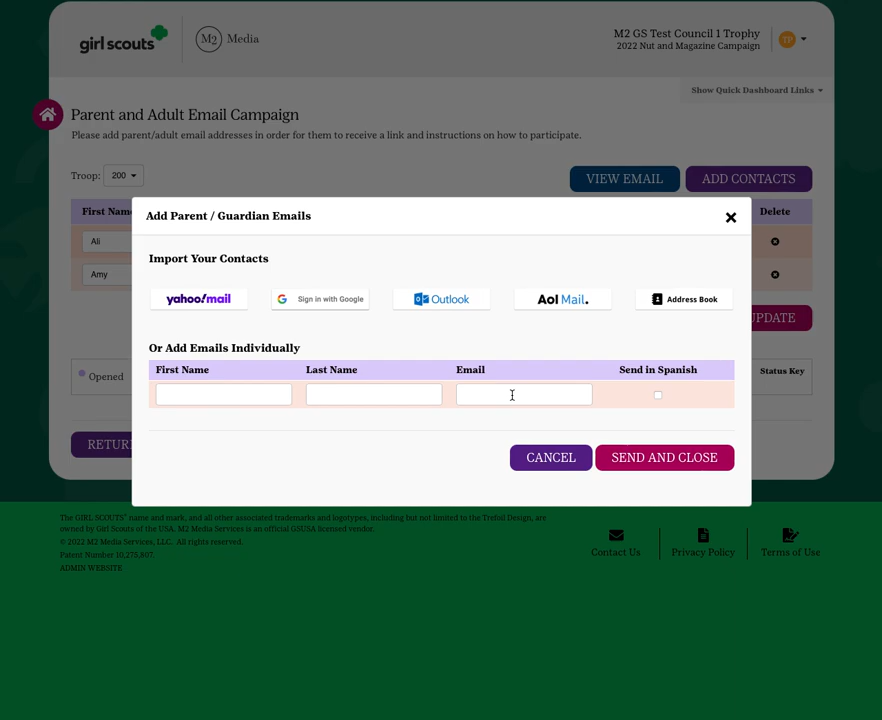 girl scouts
M2 Media
M2 GS Test Council 1 Trophy
2022 Nut and Magazine Campaign
TP
Show Quick Dashboard Links
Parent and Adult Email Campaign
Please add parent/adult email addresses in order for them to receive a link and instructions on how to participate.
Troop: 200
VIEW EMAIL
ADD CONTACTS
First Nam
Delete
Ali
Amy
Add Parent / Guardian Emails
Import Your Contacts
yahoo!mail
Sign in with Google
Outlook
Aol Mail.
Address Book
UPDATE
Or Add Emails Individually
First Name
Last Name
Email
Send in Spanish
Opened
Status Key
RETUR
CANCEL
SEND AND CLOSE
The GIRL SCOUTS® name and mark, and all other associated trademarks and logotypes, including but not limited to the Trefoil Design, are
owned by Girl Scouts of the USA. M2 Media Services is an official GSUSA licensed vendor.
© 2022 M2 Media Services, LLC. All rights reserved.
Patent Number 10,275,807.
ADMIN WEBSITE
Contact Us
Privacy Policy
Terms of Use